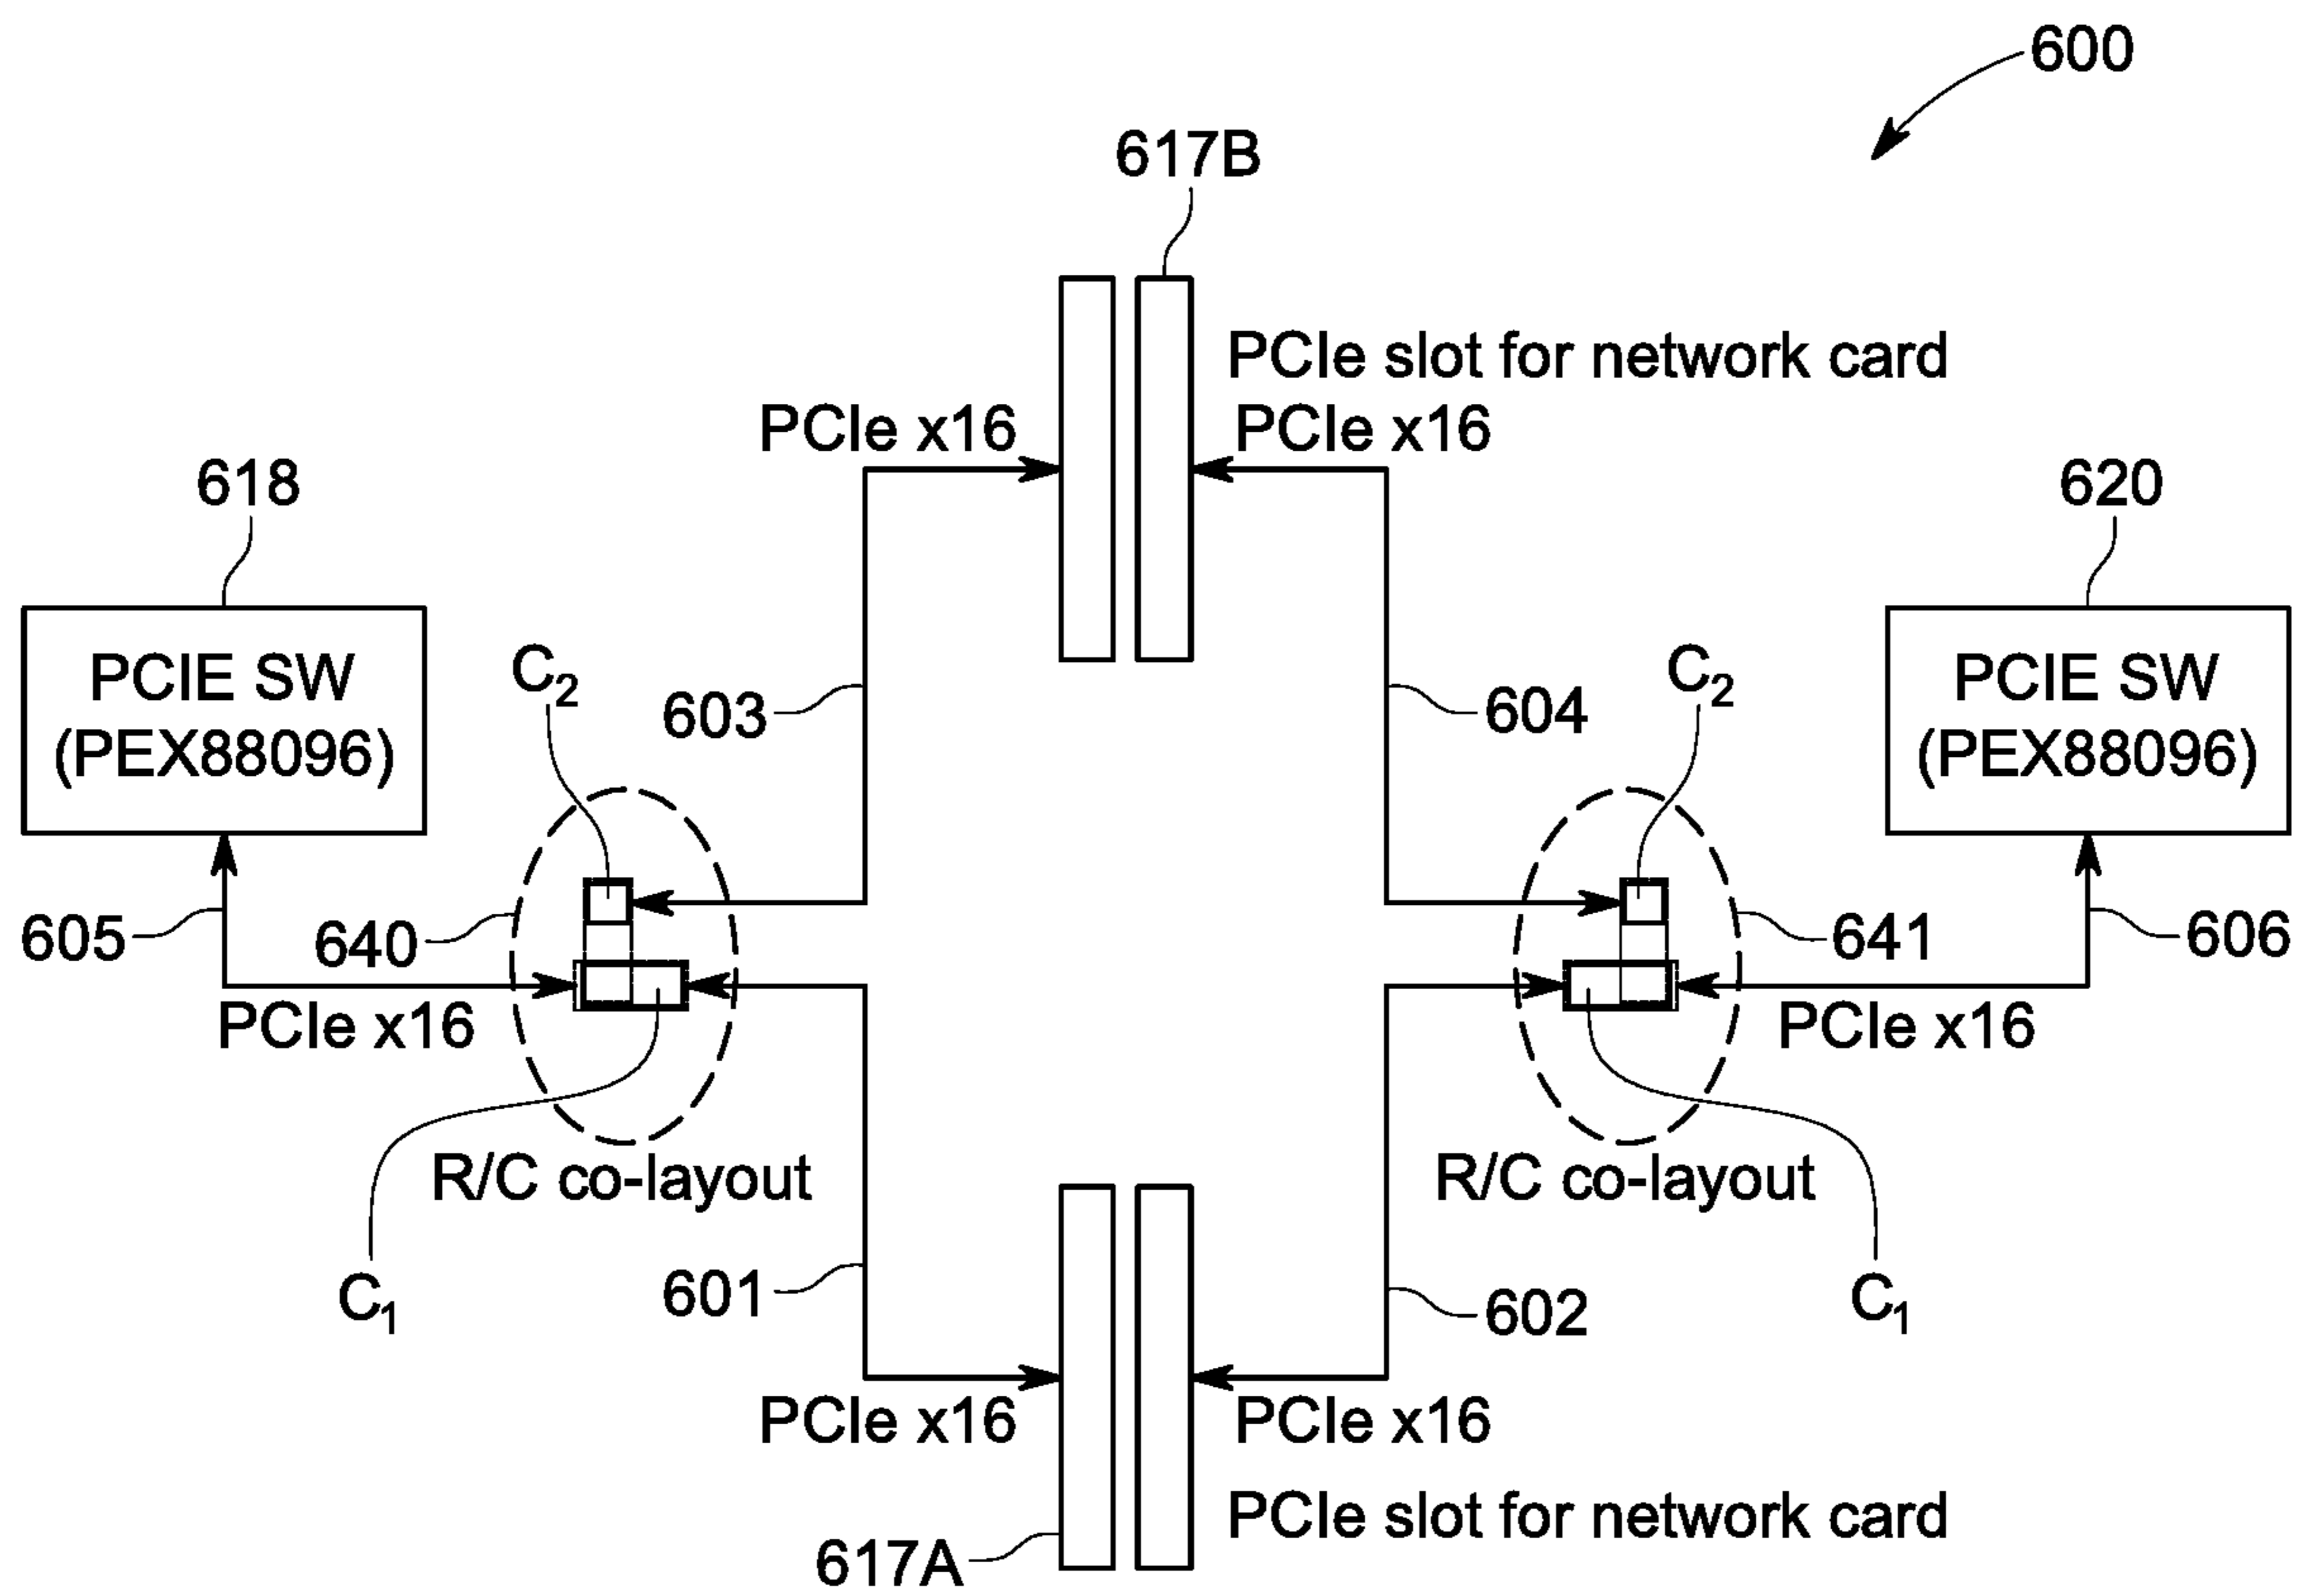 600
617B
PCIe slot for network card
PCIe x16
PCIe x16
618
620
PCIE SW
(PEX88096)
C2
603
604
C2
PCIE SW
(PEX88096)
605
640
641
606
PCIe x16
PCIe x16
R/C co-layout
R/C co-layout
C1
601
602
C1
PCIe x16
PCIe x16
PCIe slot for network card
617A